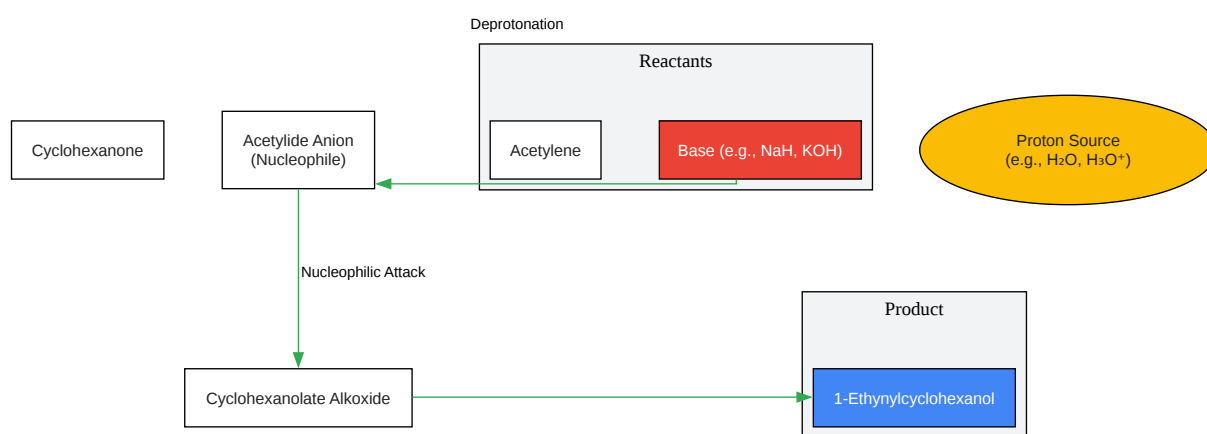 Deprotonation
Reactants
Cyclohexanone
Acetylide Anion
(Nucleophile)
Acetylene
Base (e.g., NaH, KOH)
Proton Source
(e.g., H₂O, H₃O⁺)
Nucleophilic Attack
Product
Cyclohexanolate Alkoxide
1-Ethynylcyclohexanol